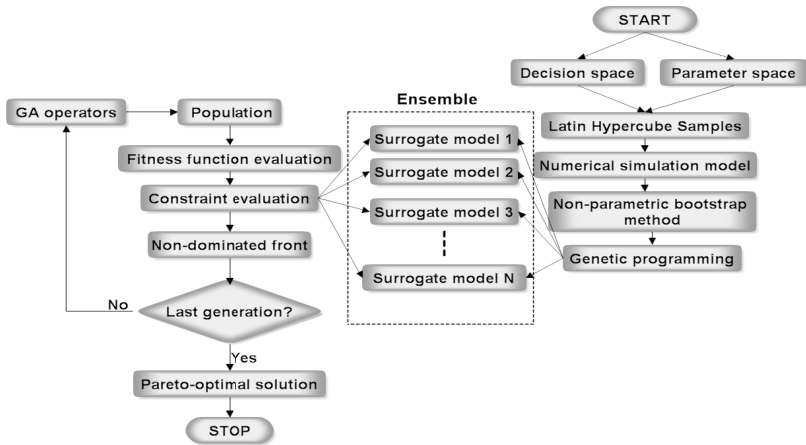 START
Decision space
Parameter space
Ensemble
GA operators
Population
Surrogate model 1
Latin Hypercube Samples
Fitness function evaluation
Surrogate model 2
Numerical simulation model
Constraint evaluation
Surrogate model 3
Non-parametric bootstrap
method
Non-dominated front
Genetic programming
Surrogate model N
No
Last generation?
Yes
Pareto-optimal solution
STOP